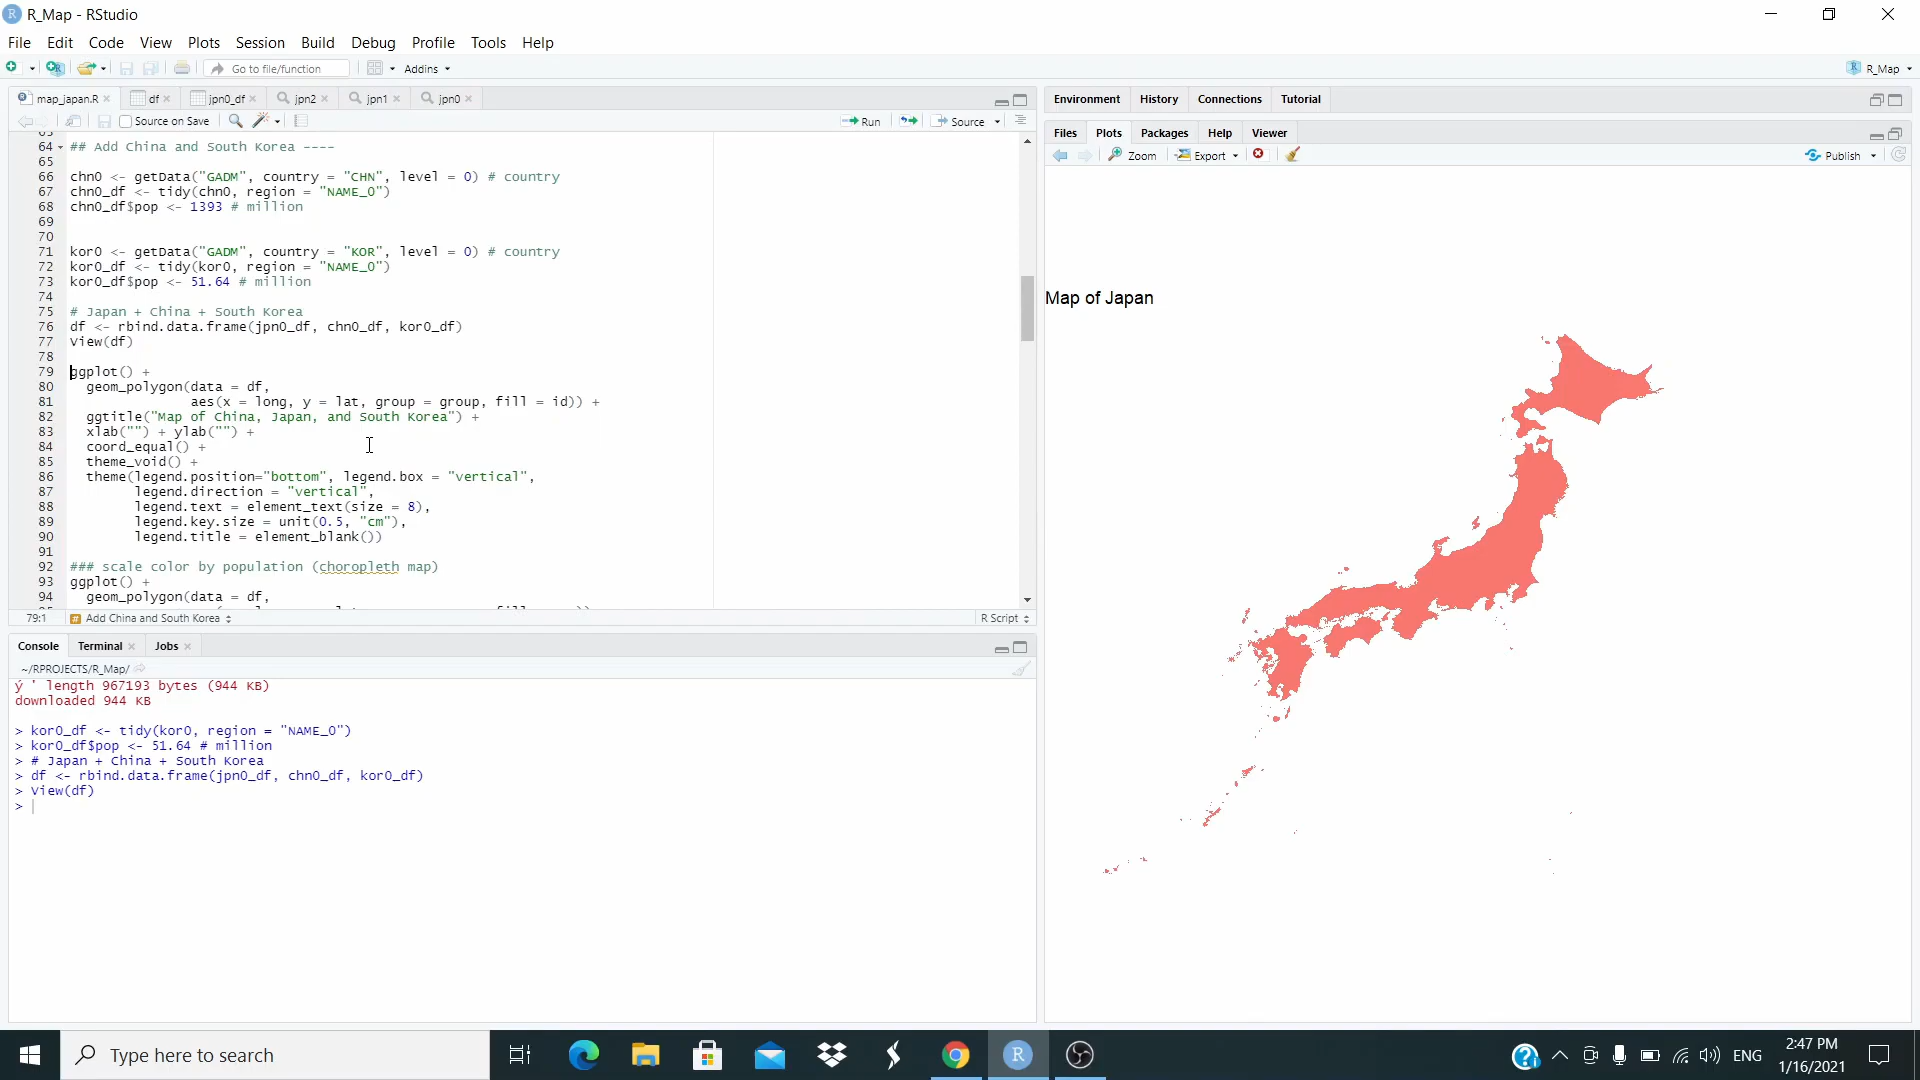 R_Map - RStudio
File Edit Code View Plots Session Build Debug Profile Tools Help
Go to file/function Addins R_Map
map_japan.R df jpn0_df jpn2 jpn1 jpn0
Source on Save Run Source
64 ## Add China and South Korea ----
65
66 chn0 <- getData("GADM", country = "CHN", level = 0) # country
67 chn0_df <- tidy(chn0, region = "NAME_0")
68 chn0_df$pop <- 1393 # million
69
70
71 kor0 <- getData("GADM", country = "KOR", level = 0) # country
72 kor0_df <- tidy(kor0, region = "NAME_0")
73 kor0_df$pop <- 51.64 # million
74
75 # Japan + China + South Korea
76 df <- rbind.data.frame(jpn0_df, chn0_df, kor0_df)
77 View(df)
78
79 ggplot() +
80 geom_polygon(data = df,
81 aes(x = long, y = lat, group = group, fill = id)) +
82 ggtitle("Map of China, Japan, and South Korea") +
83 xlab("") + ylab("") +
84 coord_equal() +
85 theme_void() +
86 theme(legend.position="bottom", legend.box = "vertical",
87 legend.direction = "vertical",
88 legend.text = element_text(size = 8),
89 legend.key.size = unit(0.5, "cm"),
90 legend.title = element_blank())
91
92 ### scale color by population (choropleth map)
93 ggplot() +
94 geom_polygon(data = df,
79:1 # Add China and South Korea R Script
Console Terminal Jobs
~/RPROJECTS/R_Map/
ý ' length 967193 bytes (944 KB)
downloaded 944 KB
> kor0_df <- tidy(kor0, region = "NAME_0")
> kor0_df$pop <- 51.64 # million
> # Japan + China + South Korea
> df <- rbind.data.frame(jpn0_df, chn0_df, kor0_df)
> View(df)
>
Environment History Connections Tutorial
Files Plots Packages Help Viewer
Zoom Export Publish
Map of Japan
Type here to search
R
ENG
2:47 PM
1/16/2021